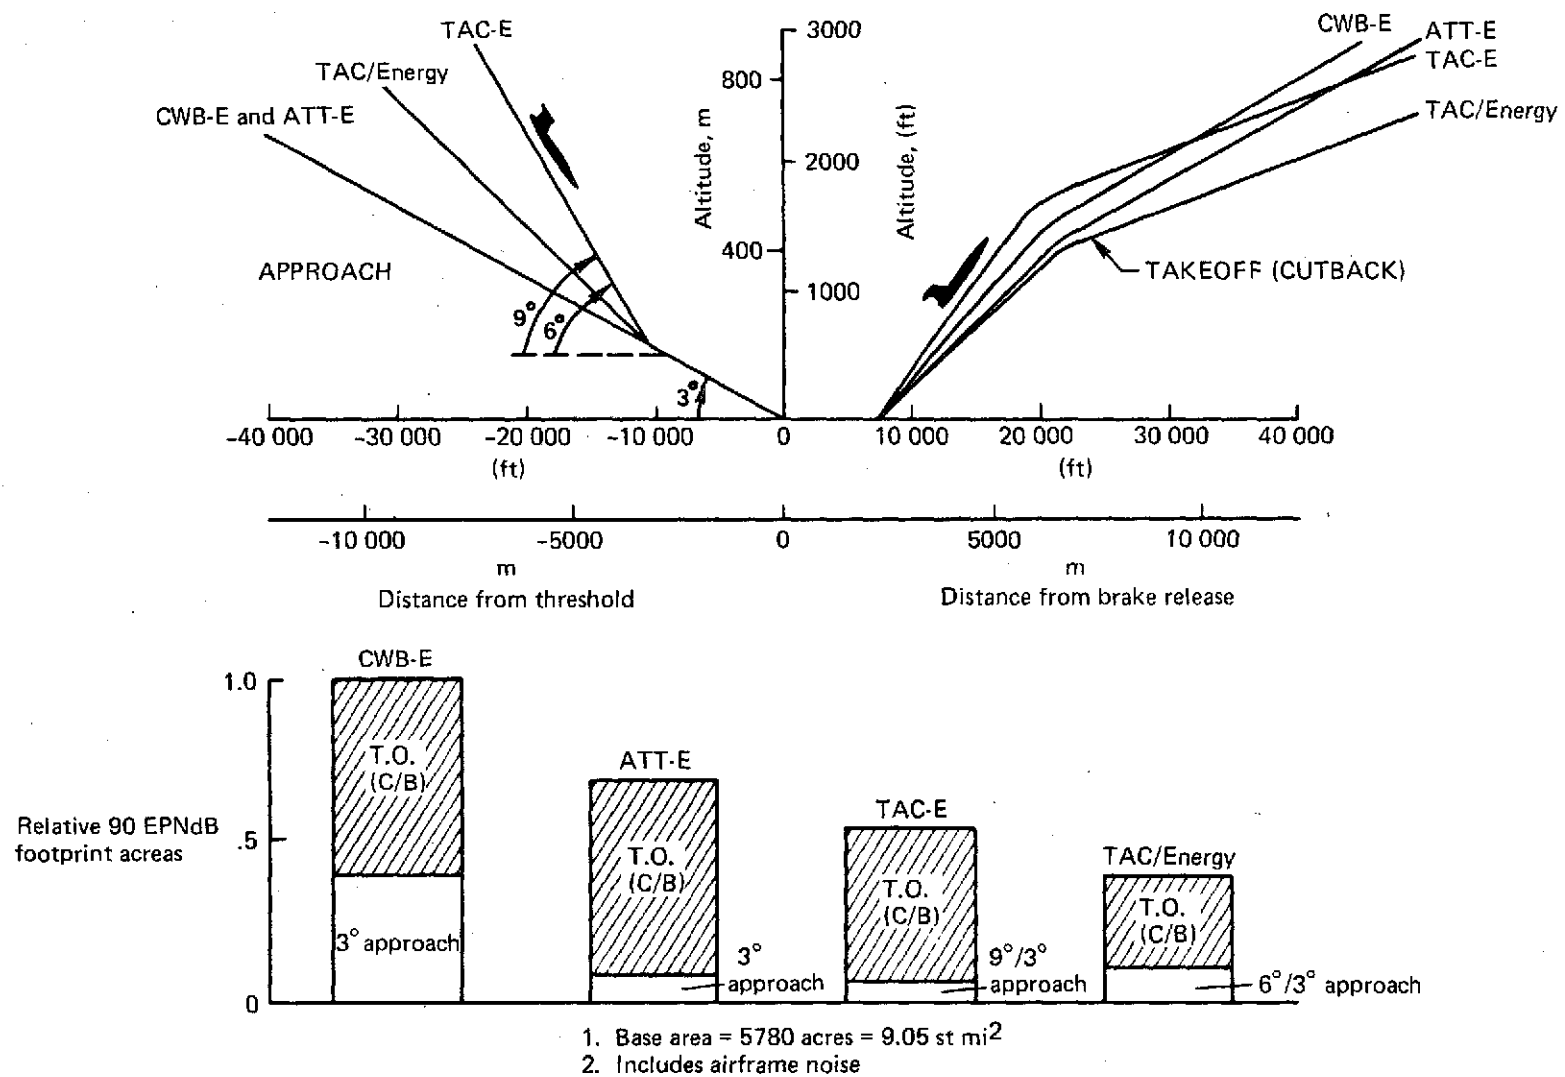 TAC-E
TAC/Energy
CWB-E and ATT-E
APPROACH
9°
6°
3°
Altitude, m
800
400
3000
2000
1000
Altitude, (ft)
CWB-E
ATT-E
TAC-E
TAC/Energy
TAKEOFF (CUTBACK)
-40 000 -30 000 -20 000 -10 000 0 10 000 20 000 30 000 40 000
(ft) (ft)
-10 000 -5000 0 5000 10 000
m m
Distance from threshold Distance from brake release
Relative 90 EPNdB
footprint acreas
1.0
.5
0
CWB-E
T.O.
(C/B)
3° approach
ATT-E
T.O.
(C/B)
3°
approach
TAC-E
T.O.
(C/B)
9°/3°
approach
TAC/Energy
T.O.
(C/B)
6°/3° approach
1. Base area = 5780 acres = 9.05 st mi2
2. Includes airframe noise